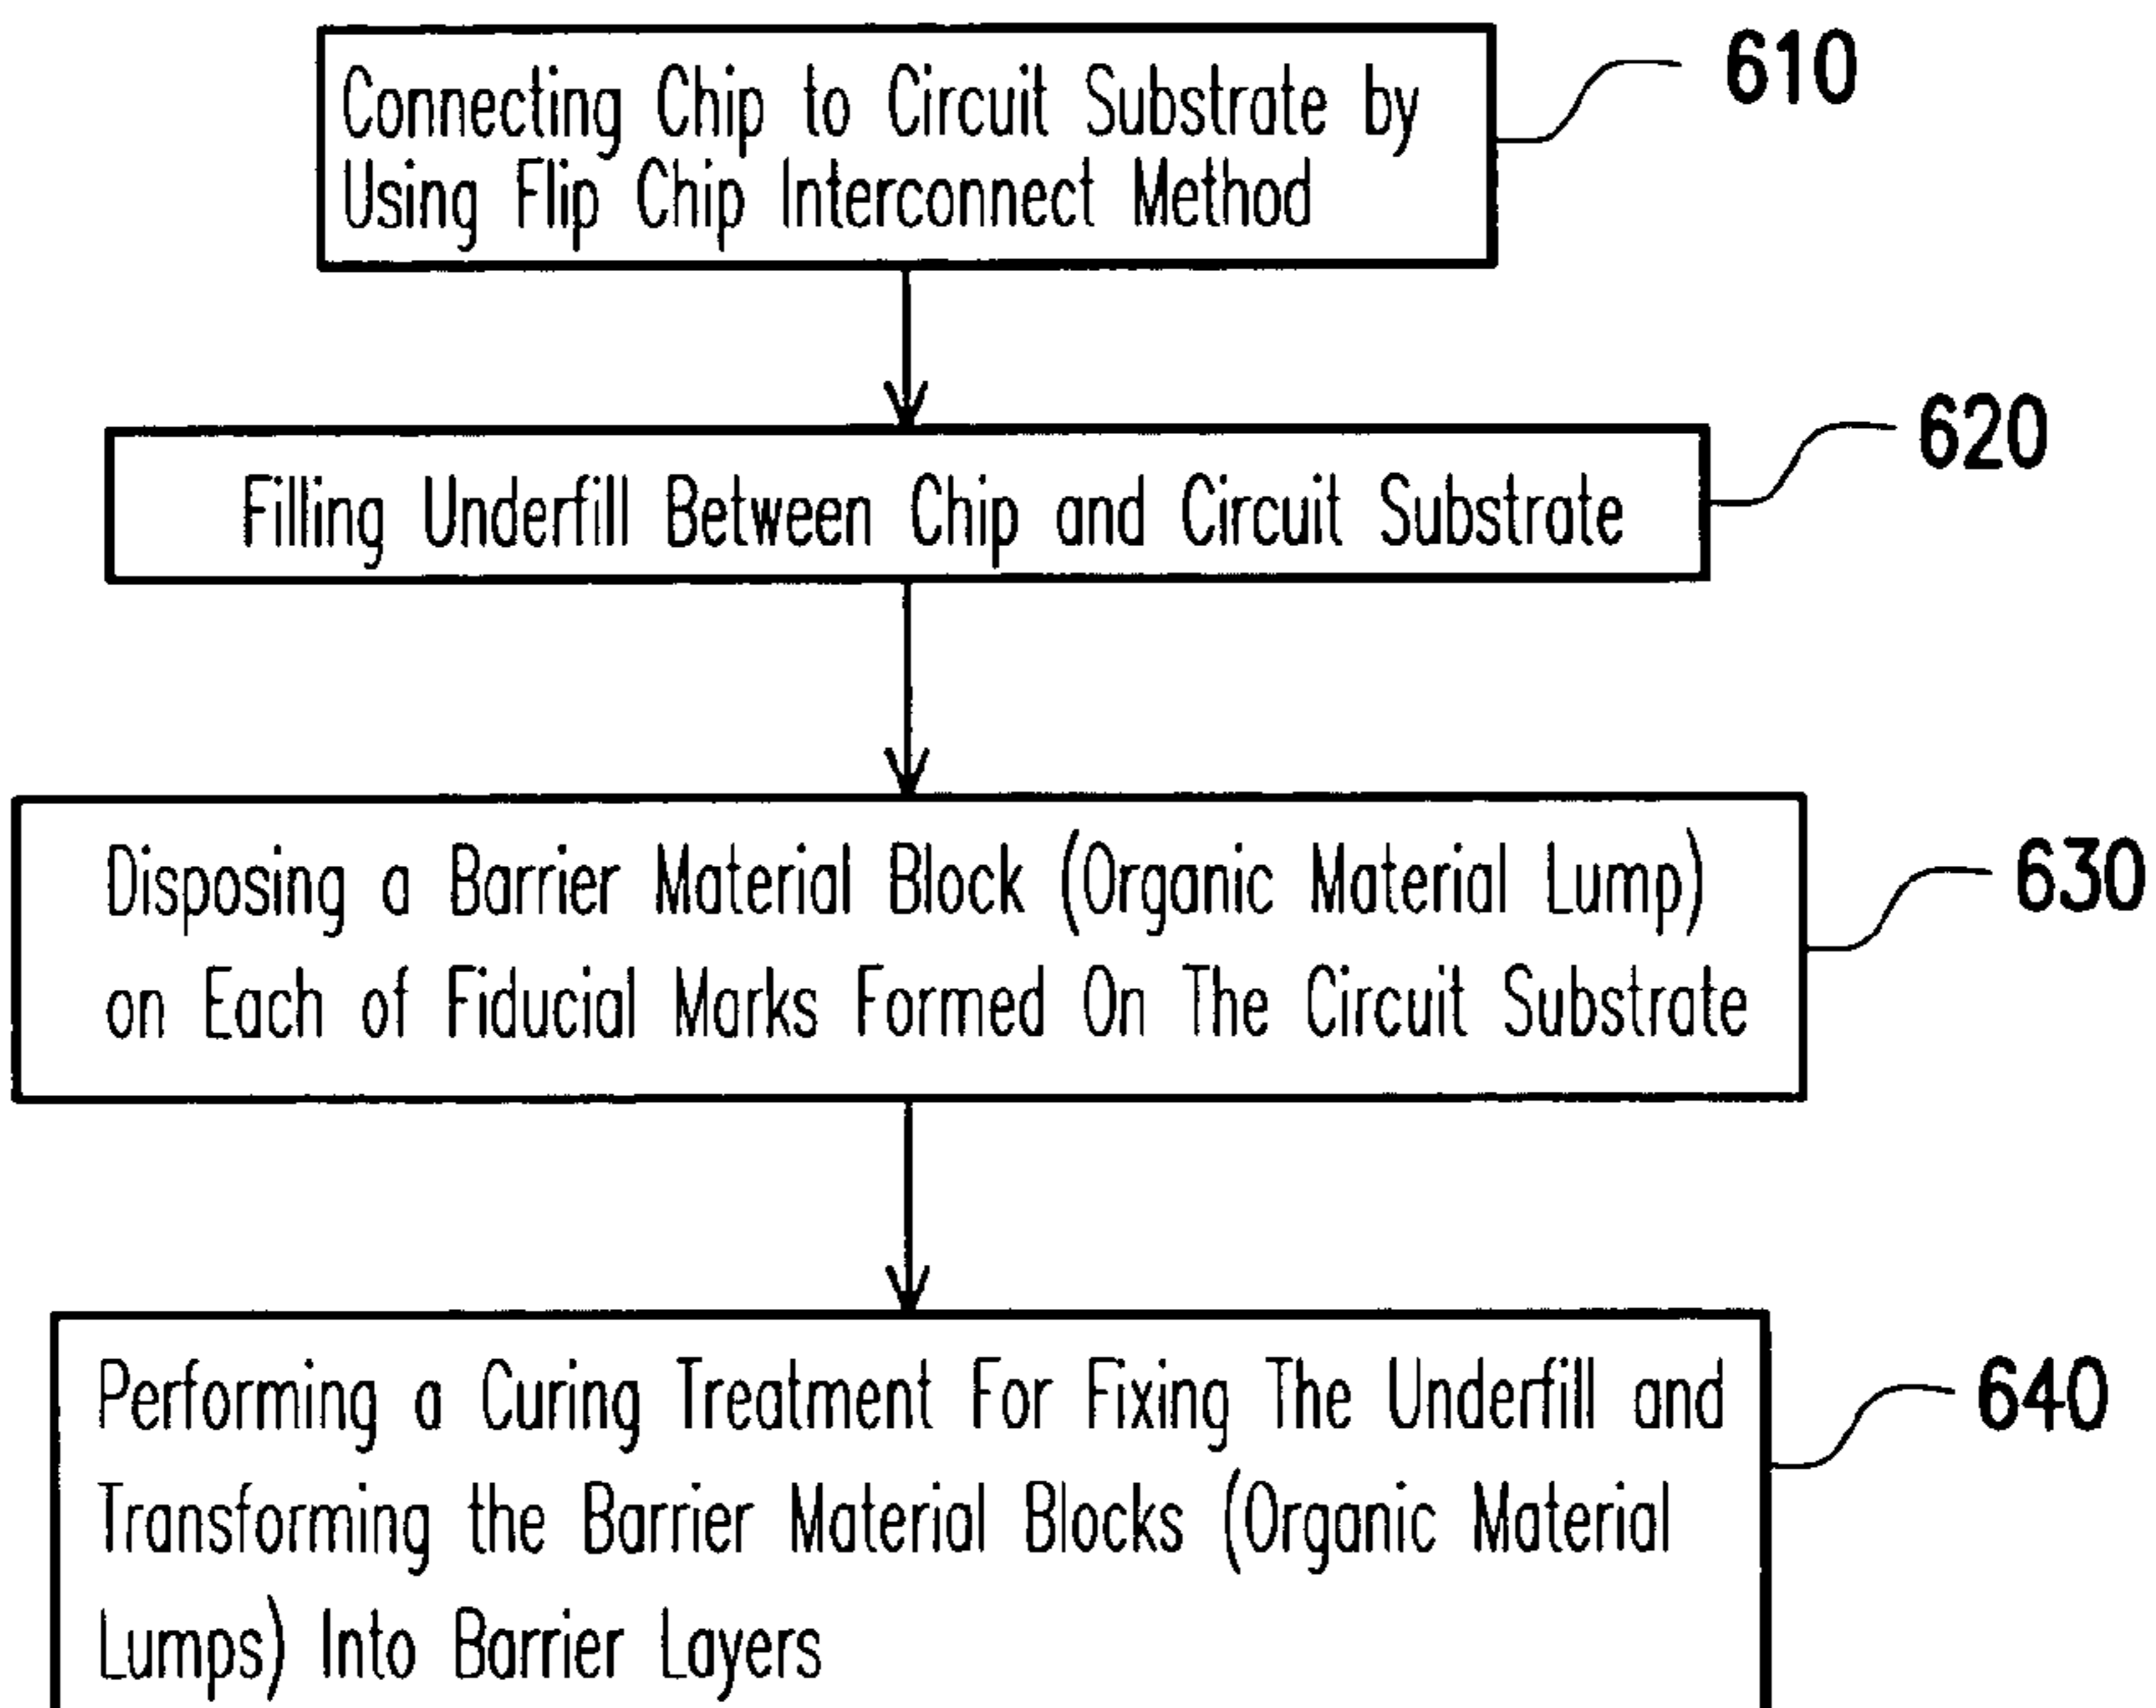 Connecting Chip to Circuit Substrate by
Using Flip Chip Interconnect Method
610
Filling Underfill Between Chip and Circuit Substrate
620
Disposing a Barrier Material Block (Organic Material Lump)
on Each of Fiducial Marks Formed On The Circuit Substrate
630
Performing a Curing Treatment For Fixing The Underfill and
Transforming the Barrier Material Blocks (Organic Material
Lumps) Into Barrier Layers
640